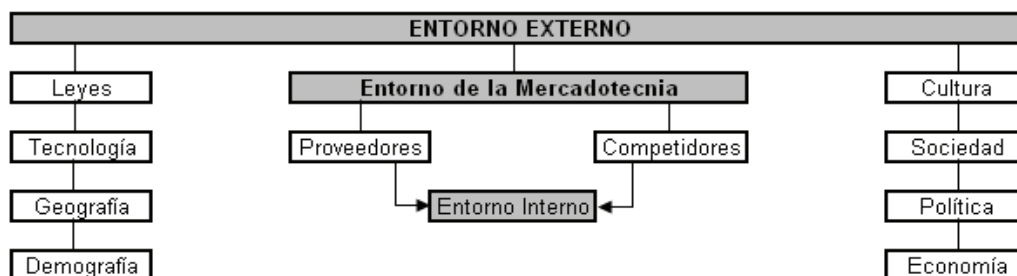 ENTORNO EXTERNO
Leyes
Entorno de la Mercadotecnia
Cultura
Tecnología
Proveedores
Competidores
Sociedad
Geografía
Entorno Interno
Política
Demografía
Economía